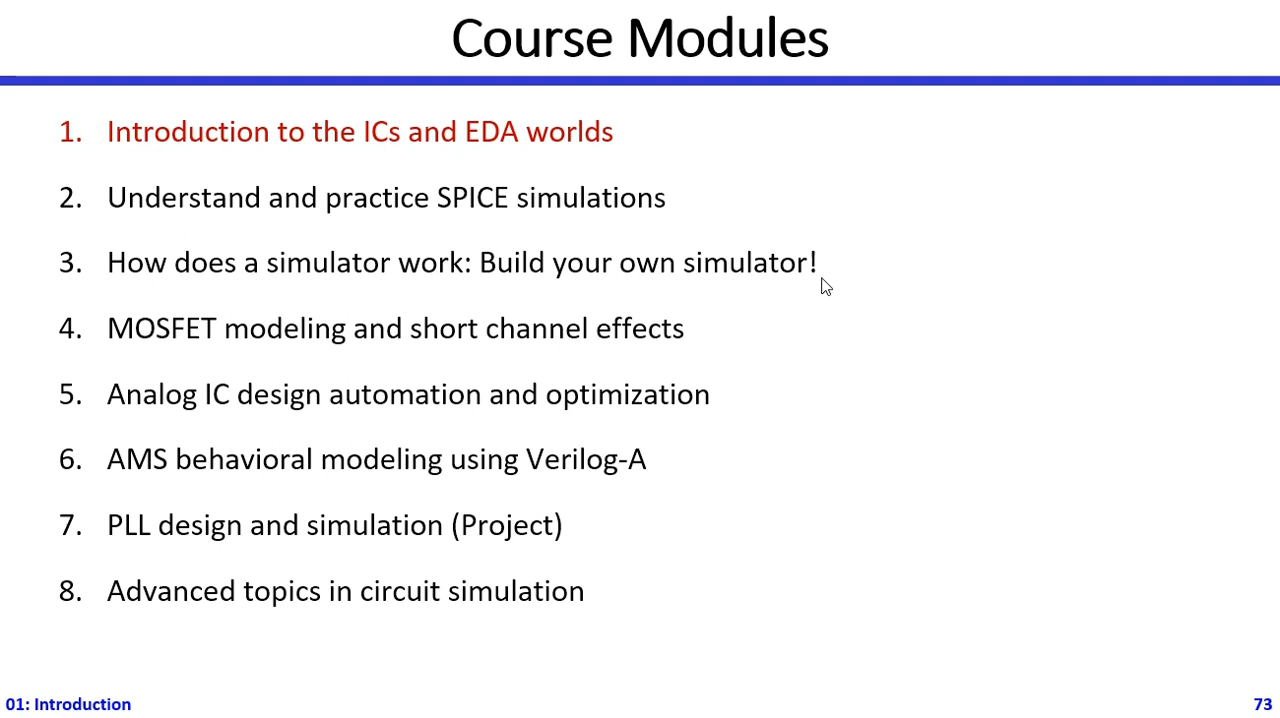 Course Modules
1. Introduction to the ICs and EDA worlds
2. Understand and practice SPICE simulations
3. How does a simulator work: Build your own simulator!
4. MOSFET modeling and short channel effects
5. Analog IC design automation and optimization
6. AMS behavioral modeling using Verilog-A
7. PLL design and simulation (Project)
8. Advanced topics in circuit simulation
01: Introduction
73